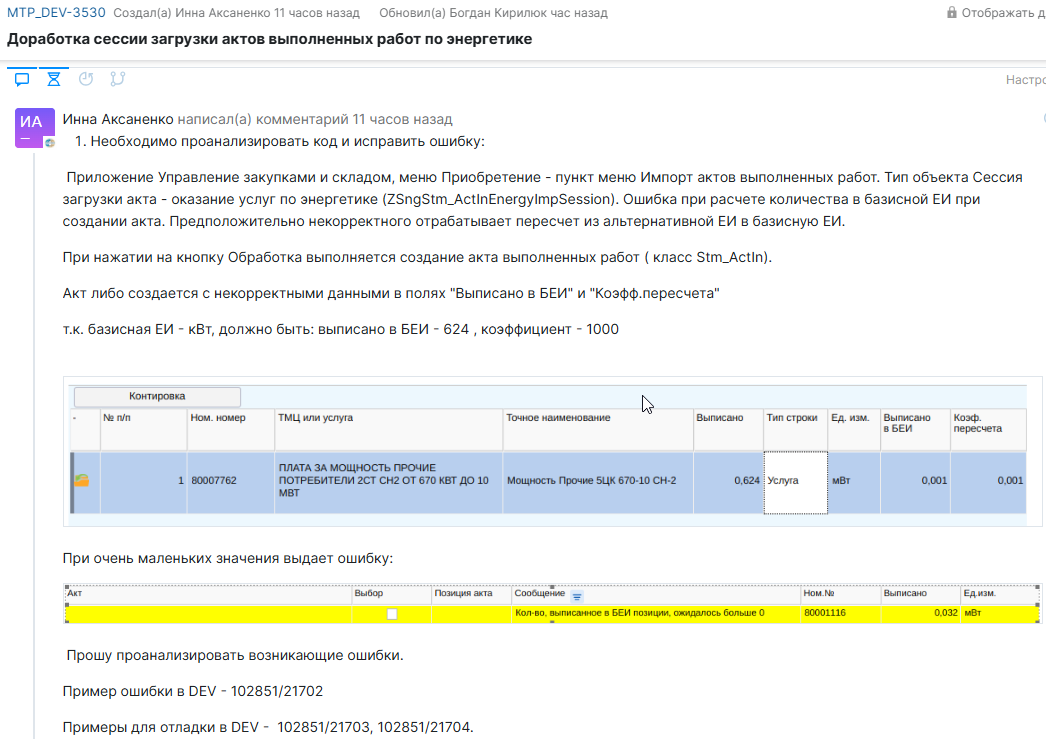 MTP_DEV-3530 Создал(а) Инна Аксаненко 11 часов назад Обновил(а) Богдан Кирилюк час назад Отображать д
Доработка сессии загрузки актов выполненных работ по энергетике
Настро
ИА
Инна Аксаненко написал(а) комментарий 11 часов назад
1. Необходимо проанализировать код и исправить ошибку:
Приложение Управление закупками и складом, меню Приобретение - пункт меню Импорт актов выполненных работ. Тип объекта Сессия
загрузки акта - оказание услуг по энергетике (ZSngStm_ActInEnergyImpSession). Ошибка при расчете количества в базисной ЕИ при
создании акта. Предположительно некорректного отрабатывает пересчет из альтернативной ЕИ в базисную ЕИ.
При нажатии на кнопку Обработка выполняется создание акта выполненных работ ( класс Stm_ActIn).
Акт либо создается с некорректными данными в полях "Выписано в БЕИ" и "Коэфф.пересчета"
т.к. базисная ЕИ - кВт, должно быть: выписано в БЕИ - 624 , коэффициент - 1000
Контировка
- № п/п Ном. номер ТМЦ или услуга Точное наименование Выписано Тип строки Ед. изм. Выписано Коэф.
в БЕИ пересчета
ПЛАТА ЗА МОЩНОСТЬ ПРОЧИЕ
1 80007762 ПОТРЕБИТЕЛИ 2СТ СН2 ОТ 670 КВТ ДО 10 Мощность Прочие 5ЦК 670-10 СН-2 0,624 Услуга мВт 0,001 0,001
МВТ
При очень маленьких значения выдает ошибку:
Акт Выбор Позиция акта Сообщение Ном.№ Выписано Ед.изм.
Кол-во, выписанное в БЕИ позиции, ожидалось больше 0 80001116 0,032 мВт
Прошу проанализировать возникающие ошибки.
Пример ошибки в DEV - 102851/21702
Примеры для отладки в DEV - 102851/21703, 102851/21704.